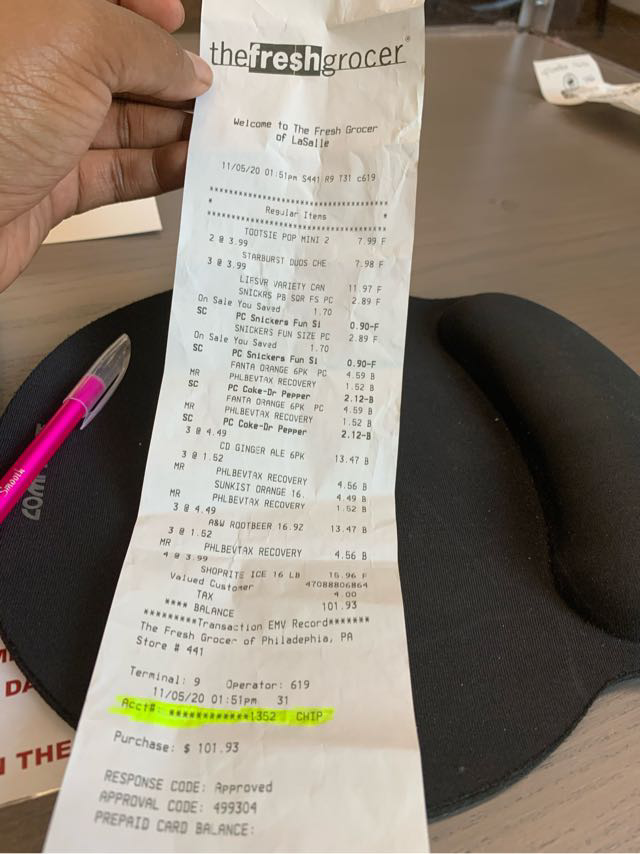 thefreshgrocer®
Welcome to The Fresh Grocer
of LaSalle
11/05/20 01:51pm S441 R9 T31 c619
************************************
* Regular Items *
************************************
TOOTSIE POP MINI 2 7.99 F
2 @ 3.99
STARBURST DUOS CHE 7.98 F
3 @ 3.99
LIFSVR VARIETY CAN 11.97 F
SNICKRS PB SQR FS PC 2.89 F
On Sale You Saved 1.70
SC PC Snickers Fun Si 0.90-F
SNICKERS FUN SIZE PC 2.89 F
On Sale You Saved 1.70
SC PC Snickers Fun Si 0.90-F
FANTA ORANGE 6PK PC 4.59 B
MR PHLBEVTAX RECOVERY 1.52 B
SC PC Coke-Dr Pepper 2.12-B
FANTA ORANGE 6PK PC 4.59 B
MR PHLBEVTAX RECOVERY 1.52 B
SC PC Coke-Dr Pepper 2.12-B
3 @ 4.49
CD GINGER ALE 6PK 13.47 B
3 @ 1.52
MR PHLBEVTAX RECOVERY 4.56 B
SUNKIST ORANGE 16. 4.49 B
MR PHLBEVTAX RECOVERY 1.52 B
3 @ 4.49
A&W ROOTBEER 16.9Z 13.47 B
3 @ 1.52
MR PHLBEVTAX RECOVERY 4.56 B
4 @ 3.99
SHOPRITE ICE 16 LB 15.96 F
Valued Customer 47088806864
TAX 4.00
**** BALANCE 101.93
*********Transaction EMV Record*******
The Fresh Grocer of Philadephia, PA
Store # 441
Terminal: 9 Operator: 619
11/05/20 01:51pm 31
Acct#: ************1352 CHIP
Purchase: $ 101.93
RESPONSE CODE: Approved
APPROVAL CODE: 499304
PREPAID CARD BALANCE:
Smooth
DA
THE